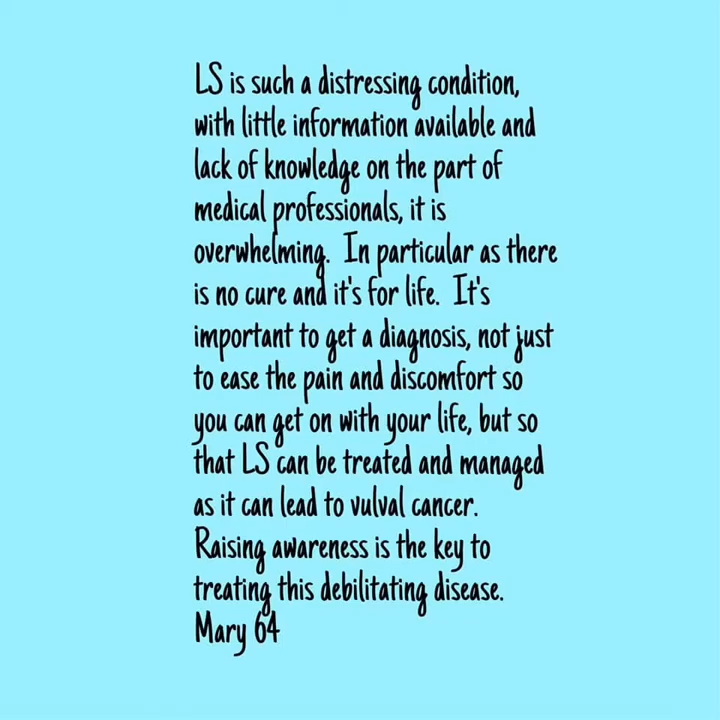 LS is such a distressing condition,
with little information available and
lack of knowledge on the part of
medical professionals, it is
overwhelming.  In particular as there
is no cure and it's for life.  It's
important to get a diagnosis, not just
to ease the pain and discomfort so
you can get on with your life, but so
that LS can be treated and managed
as it can lead to vulval cancer.
Raising awareness is the key to
treating this debilitating disease.
Mary 64